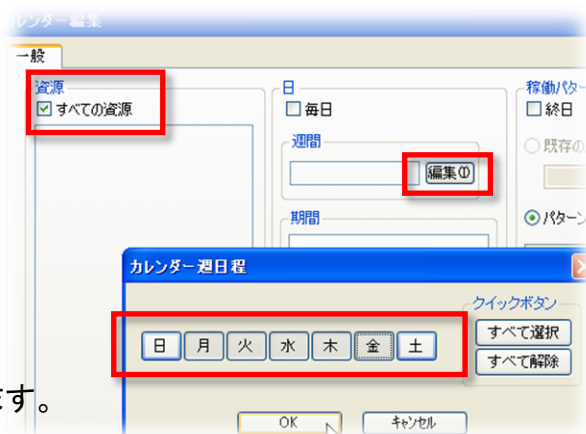 レンダー編集
一般
資源
すべての資源
日
毎日
週間
編集(I)
期間
稼働パター
終日
既存の
パターン
カレンダー週日程
日 月 火 水 木 金 土
クイックボタン
すべて選択
すべて解除
OK
キャンセル
ます。